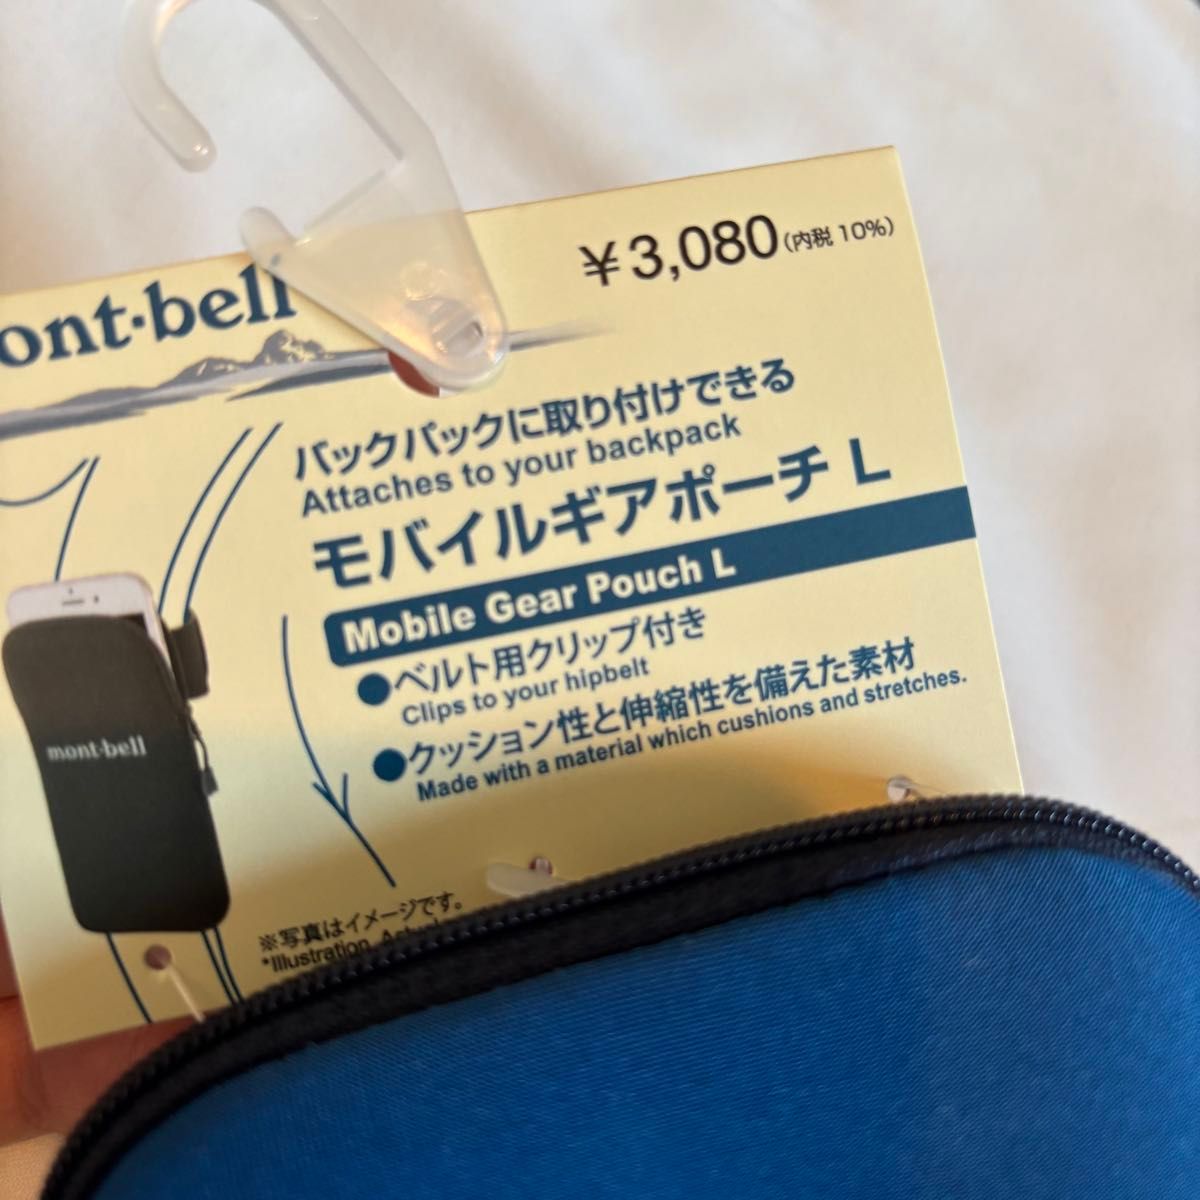 ¥3,080(内税10%)
ont·bell
バックパックに取り付けできる
Attaches to your backpack
モバイルギアポーチ L
Mobile Gear Pouch L
●ベルト用クリップ付き
Clips to your hipbelt
●クッション性と伸縮性を備えた素材
Made with a material which cushions and stretches.
mont-bell
※写真はイメージです。
*Illustration.